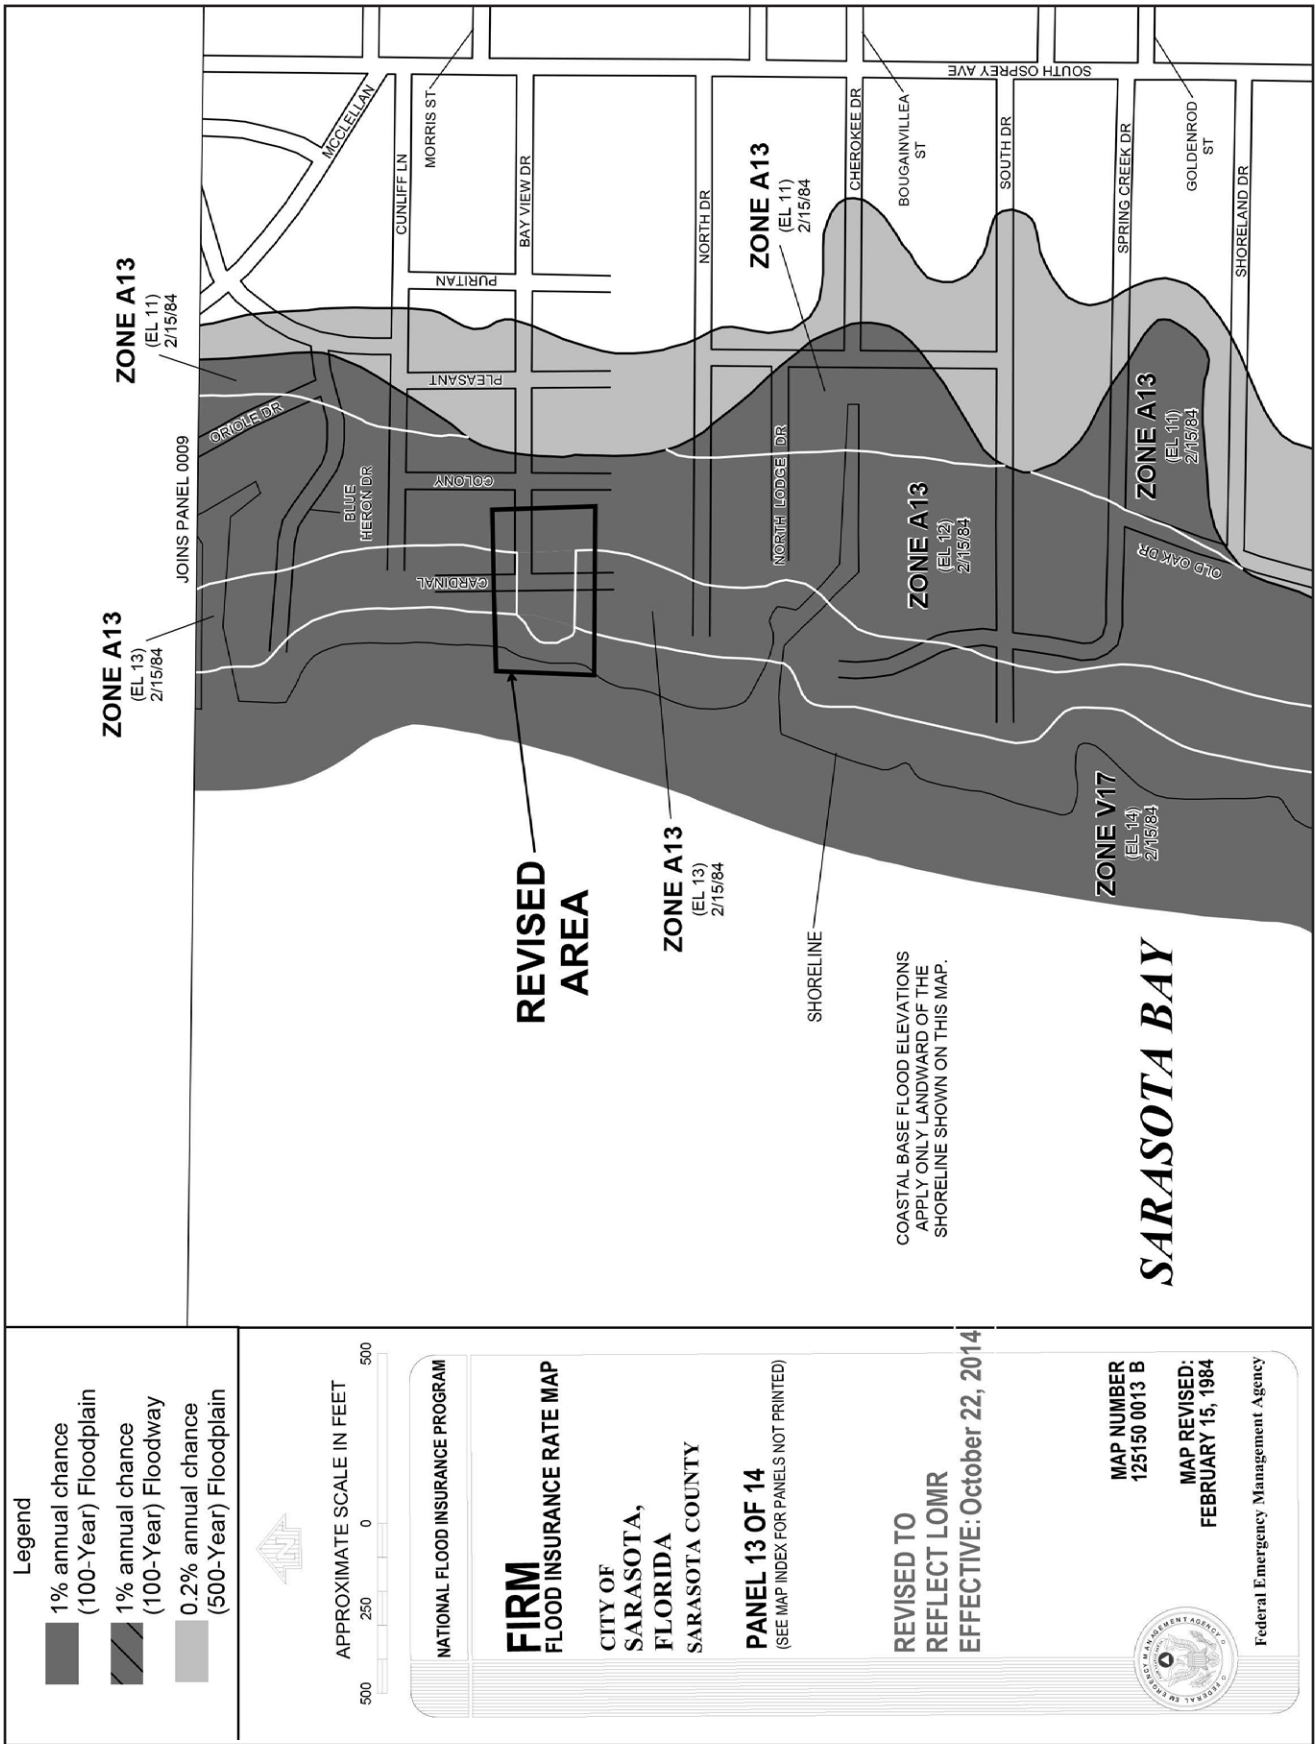 Legend
1% annual chance
(100-Year) Floodplain
1% annual chance
(100-Year) Floodway
0.2% annual chance
(500-Year) Floodplain
APPROXIMATE SCALE IN FEET
500
250
0
500
NATIONAL FLOOD INSURANCE PROGRAM
FIRM
FLOOD INSURANCE RATE MAP
CITY OF
SARASOTA,
FLORIDA
SARASOTA COUNTY
PANEL 13 OF 14
(SEE MAP INDEX FOR PANELS NOT PRINTED)
REVISED TO
REFLECT LOMR
EFFECTIVE: October 22, 2014
MAP NUMBER
125150 0013 B
MAP REVISED:
FEBRUARY 15, 1984
Federal Emergency Management Agency
JOINS PANEL 0009
ZONE A13
(EL 13)
2/15/84
ZONE A13
(EL 11)
2/15/84
ORIOLE DR
BLUE
HERON DR
MCCLELLAN
CUNLIFF LN
MORRIS ST
PURITAN
PLEASANT
COLONY
CARDINAL
BAY VIEW DR
REVISED
AREA
ZONE A13
(EL 13)
2/15/84
NORTH DR
ZONE A13
(EL 11)
2/15/84
NORTH LODGE DR
SHORELINE
CHEROKEE DR
BOUGAINVILLEA
ST
ZONE A13
(EL 12)
2/15/84
COASTAL BASE FLOOD ELEVATIONS
APPLY ONLY LANDWARD OF THE
SHORELINE SHOWN ON THIS MAP.
SOUTH OSPREY AVE
SOUTH DR
SPRING CREEK DR
ZONE V17
(EL 14)
2/15/84
ZONE A13
(EL 11)
2/15/84
OLD OAK DR
GOLDENROD
ST
SHORELAND DR
SARASOTA BAY